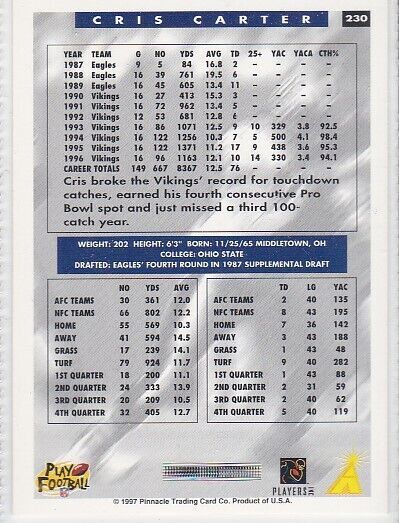 CRIS CARTER 230
YEAR TEAM G NO YDS AVG TD 25+ YAC YACA CTH%
1987 Eagles 9 5 84 16.8 2 – – – –
1988 Eagles 16 39 761 19.5 6 – – – –
1989 Eagles 16 45 605 13.4 11 – – – –
1990 Vikings 16 27 413 15.3 3 – – – –
1991 Vikings 16 72 962 13.4 5 – – – –
1992 Vikings 12 53 681 12.8 6 – – – –
1993 Vikings 16 86 1071 12.5 9 10 329 3.8 92.5
1994 Vikings 16 122 1256 10.3 7 5 500 4.1 98.4
1995 Vikings 16 122 1371 11.2 17 9 438 3.6 95.3
1996 Vikings 16 96 1163 12.1 10 14 330 3.4 94.1
CAREER TOTALS 149 667 8367 12.5 76 – – – –
Cris broke the Vikings' record for touchdown
catches, earned his fourth consecutive Pro
Bowl spot and just missed a third 100-
catch year.
WEIGHT: 202 HEIGHT: 6'3" BORN: 11/25/65 MIDDLETOWN, OH
COLLEGE: OHIO STATE
DRAFTED: EAGLES' FOURTH ROUND IN 1987 SUPPLEMENTAL DRAFT
NO YDS AVG
AFC TEAMS 30 361 12.0
NFC TEAMS 66 802 12.2
HOME 55 569 10.3
AWAY 41 594 14.5
GRASS 17 239 14.1
TURF 79 924 11.7
1ST QUARTER 18 200 11.1
2ND QUARTER 24 333 13.9
3RD QUARTER 20 209 10.5
4TH QUARTER 32 405 12.7
TD LG YAC
AFC TEAMS 2 40 135
NFC TEAMS 8 43 195
HOME 7 36 142
AWAY 3 43 188
GRASS 1 43 48
TURF 9 40 282
1ST QUARTER 1 43 88
2ND QUARTER 2 31 59
3RD QUARTER 2 40 62
4TH QUARTER 5 40 119
PLAY
FOOTBALL
PLAYERS
© 1997 Pinnacle Trading Card Co. Product of U.S.A.